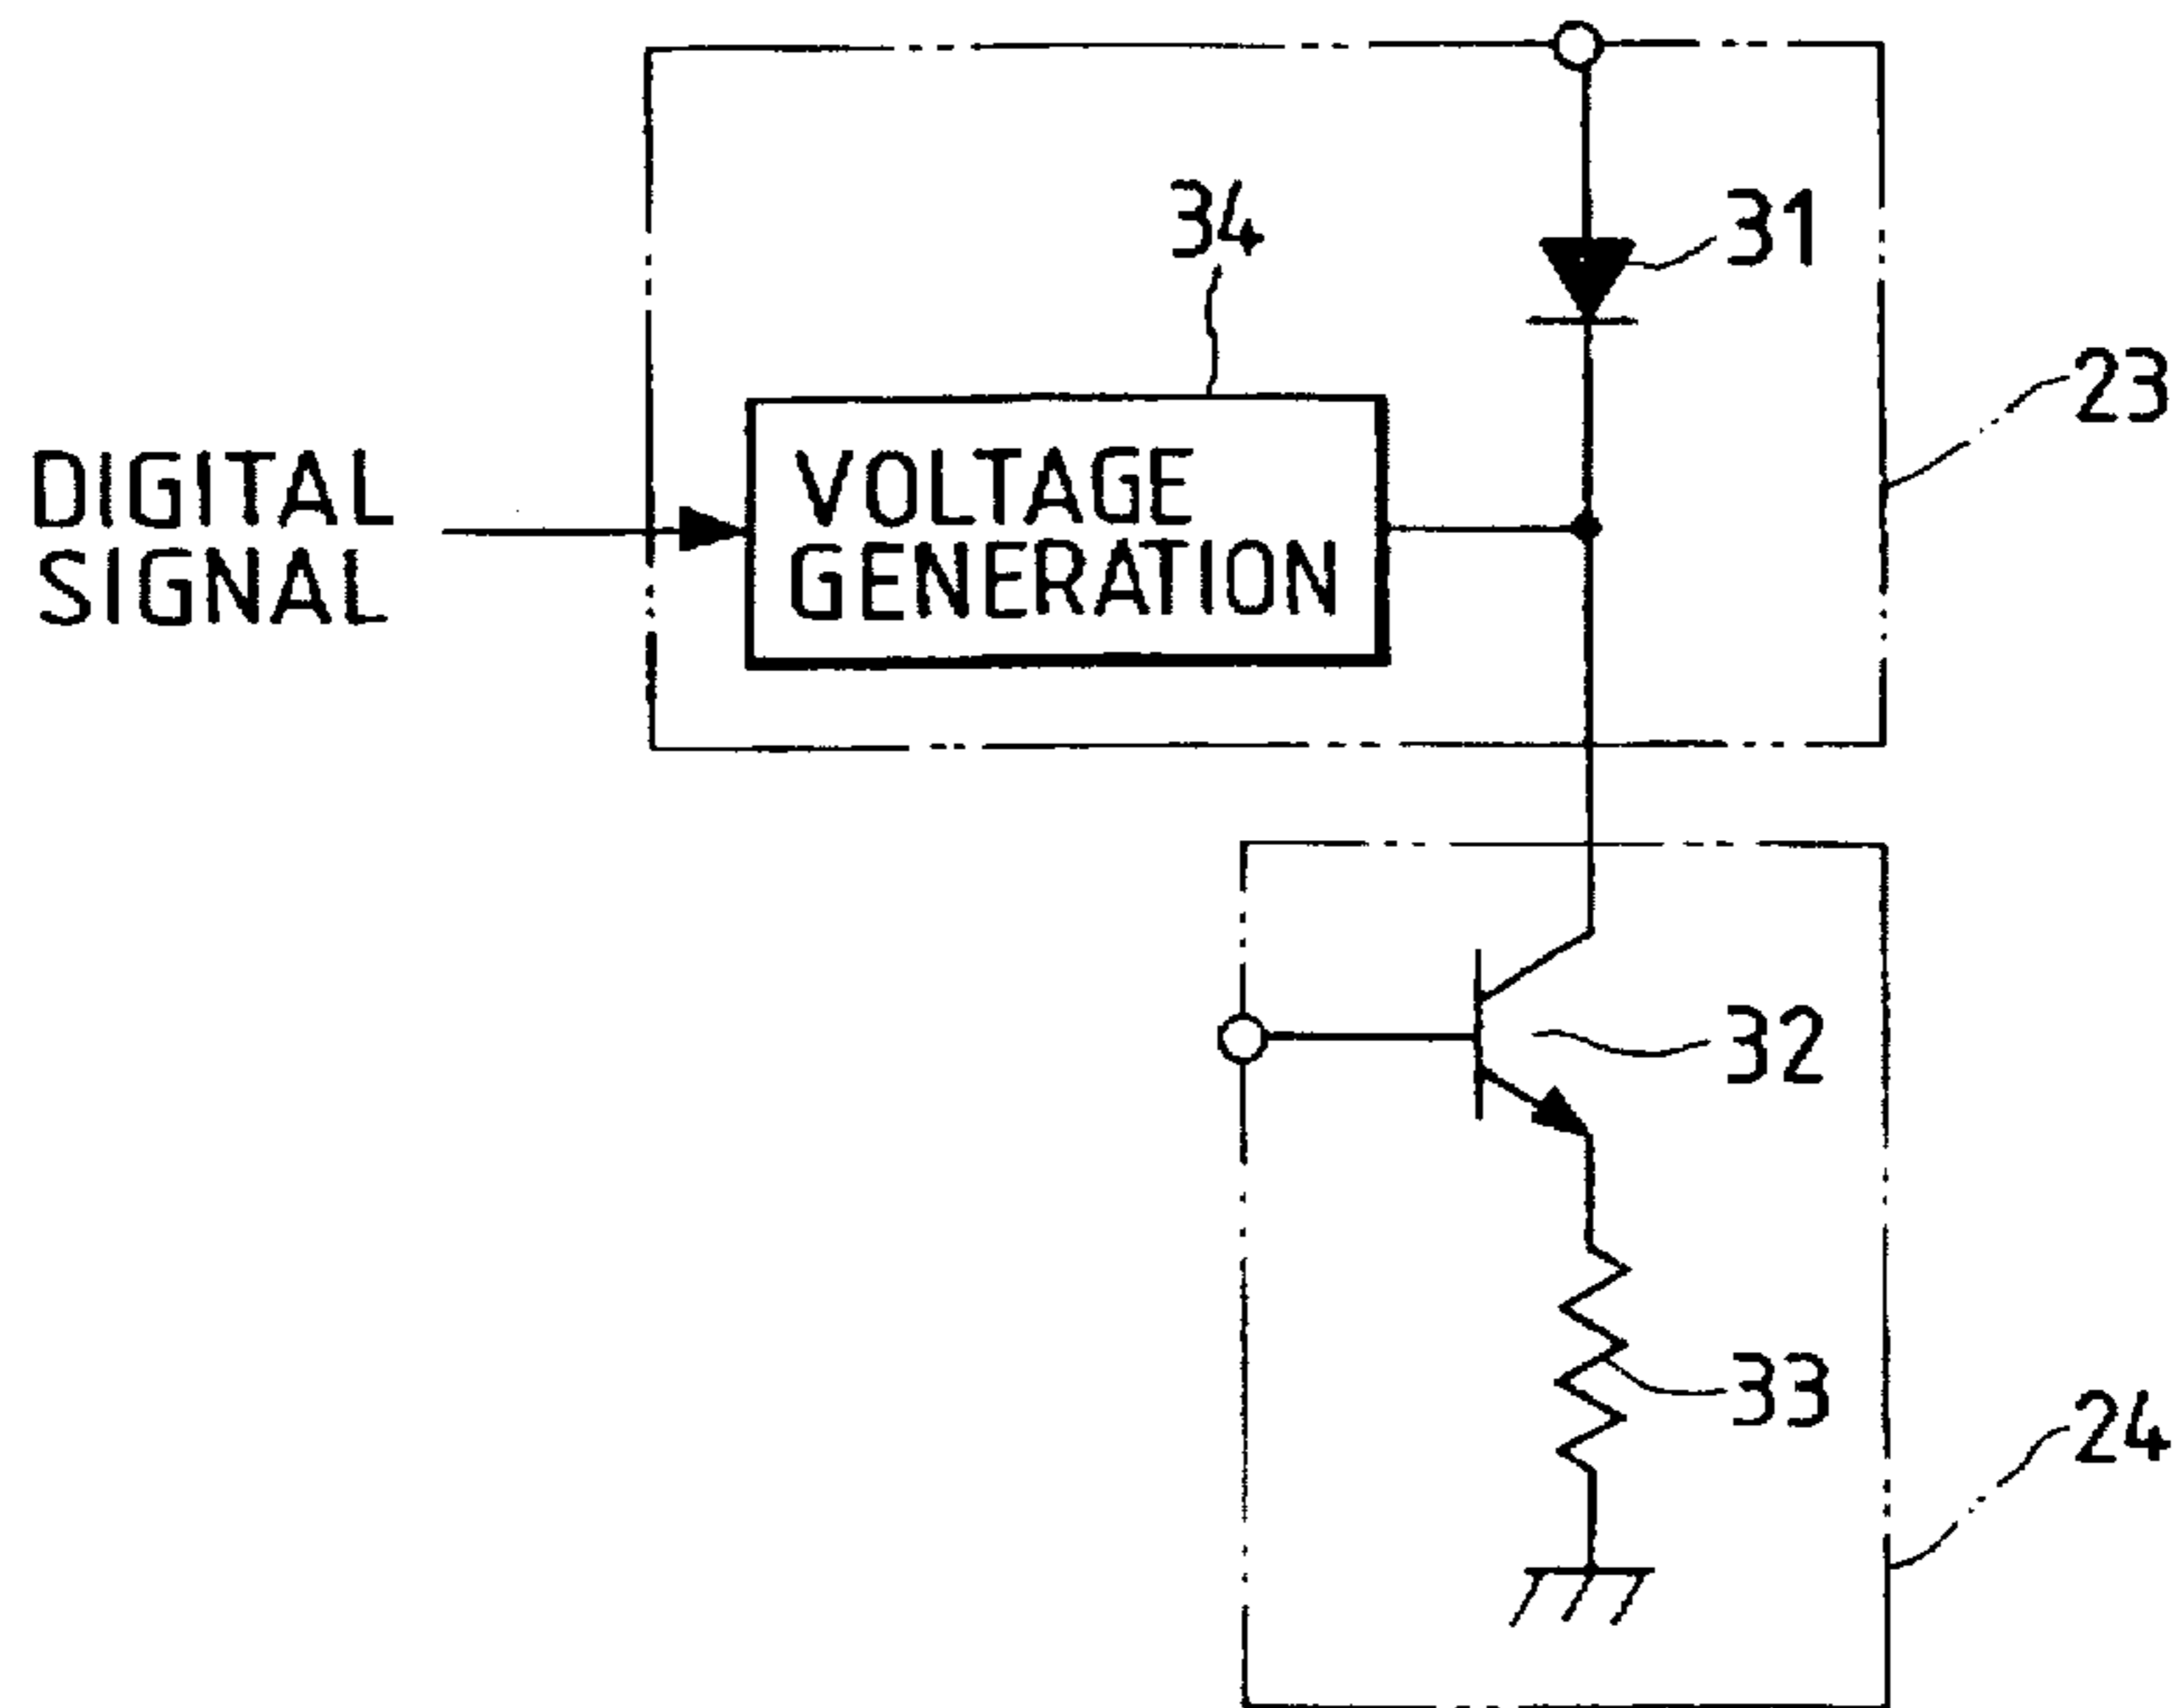 34
31
23
DIGITAL
SIGNAL
VOLTAGE
GENERATION
32
33
24